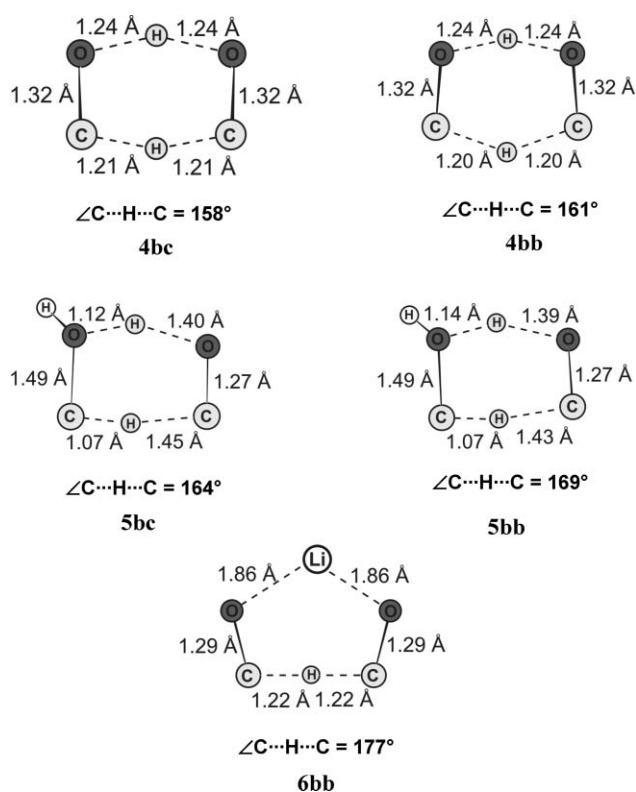 1.24 Å H 1.24 Å
O O
1.32 Å 1.32 Å
C C
H
1.21 Å 1.21 Å
∠C···H···C = 158°
4bc
1.24 Å H 1.24 Å
O O
1.32 Å 1.32 Å
C C
H
1.20 Å 1.20 Å
∠C···H···C = 161°
4bb
H 1.12 Å H 1.40 Å
O O
1.49 Å 1.27 Å
C C
H
1.07 Å 1.45 Å
∠C···H···C = 164°
5bc
H 1.14 Å H 1.39 Å
O O
1.49 Å 1.27 Å
C C
H
1.07 Å 1.43 Å
∠C···H···C = 169°
5bb
Li
1.86 Å 1.86 Å
O O
1.29 Å 1.29 Å
C H C
1.22 Å 1.22 Å
∠C···H···C = 177°
6bb